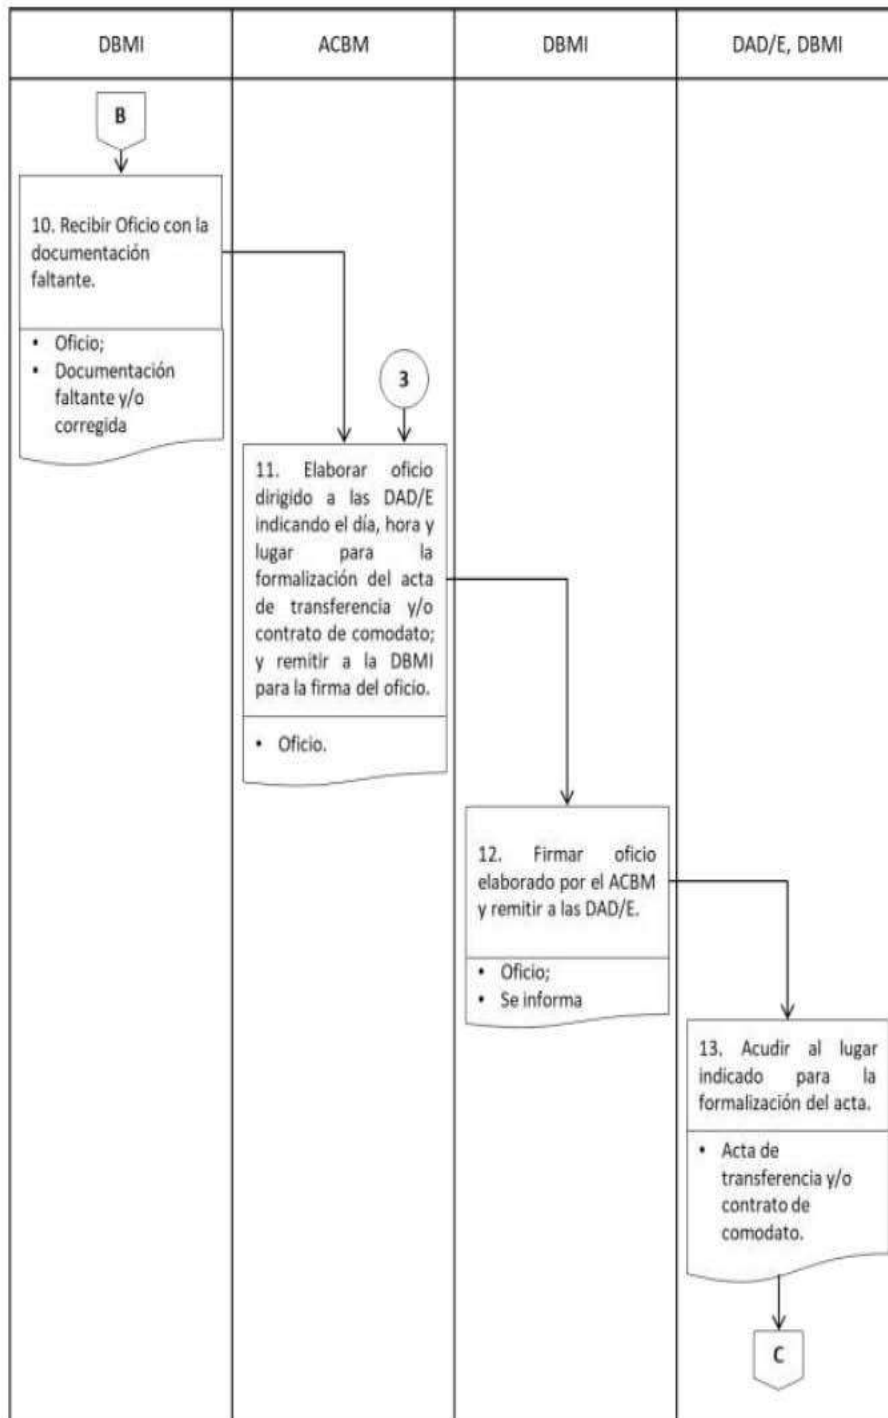 DBMI
ACBM
DBMI
DAD/E, DBMI
B
10. Recibir Oficio con la
documentación
faltante.
• Oficio;
• Documentación
faltante y/o
corregida
3
11. Elaborar oficio
dirigido a las DAD/E
indicando el día, hora y
lugar para la
formalización del acta
de transferencia y/o
contrato de comodato;
y remitir a la DBMI
para la firma del oficio.
• Oficio.
12. Firmar oficio
elaborado por el ACBM
y remitir a las DAD/E.
• Oficio;
• Se informa
13. Acudir al lugar
indicado para la
formalización del acta.
• Acta de
transferencia y/o
contrato de
comodato.
C